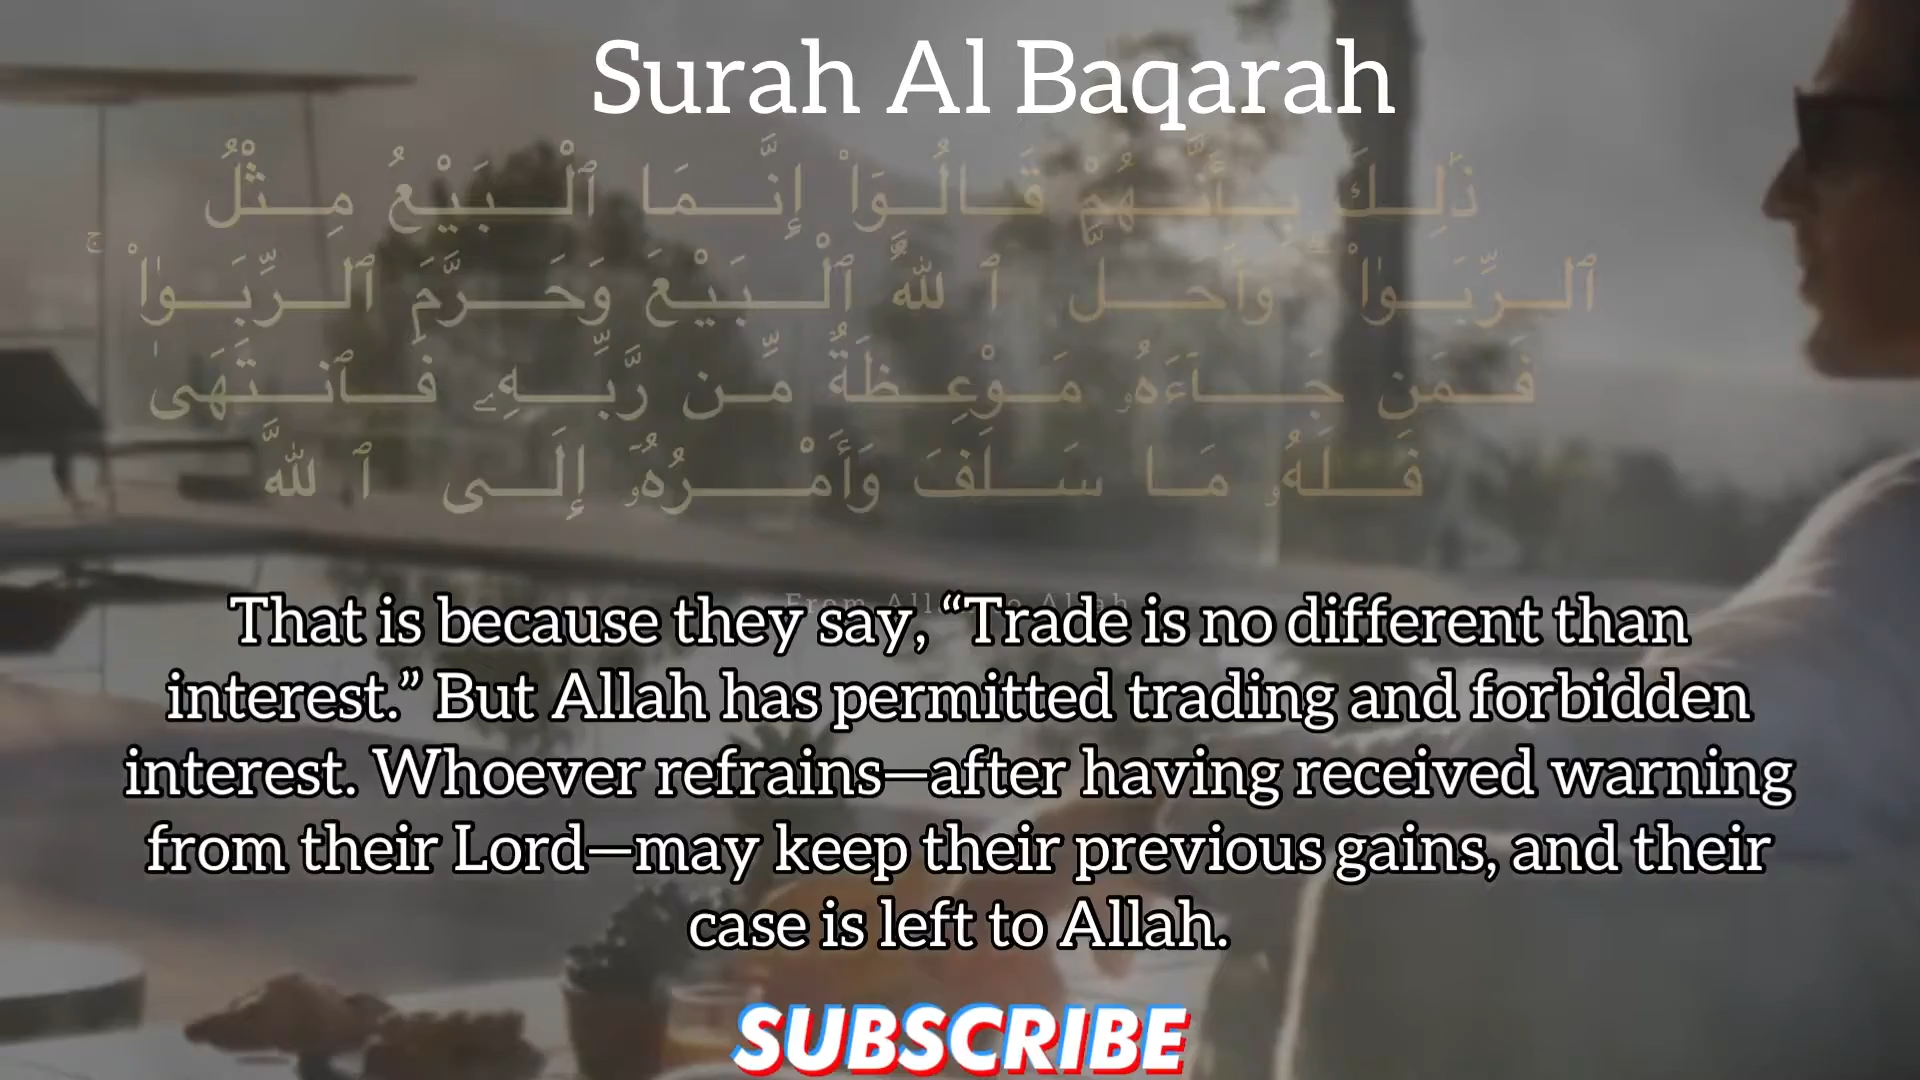 Surah Al Baqarah
ذَٰلِكَ بِأَنَّهُمْ قَالُوٓا۟ إِنَّمَا ٱلْبَيْعُ مِثْلُ
ٱلرِّبَوٰا۟ ۗ وَأَحَلَّ ٱللَّهُ ٱلْبَيْعَ وَحَرَّمَ ٱلرِّبَوٰا۟ ۚ
فَمَن جَآءَهُۥ مَوْعِظَةٌ مِّن رَّبِّهِۦ فَٱنتَهَىٰ
فَلَهُۥ مَا سَلَفَ وَأَمْرُهُۥٓ إِلَى ٱللَّهِ
That is because they say, “Trade is no different than
interest.” But Allah has permitted trading and forbidden
interest. Whoever refrains—after having received warning
from their Lord—may keep their previous gains, and their
case is left to Allah.
SUBSCRIBE